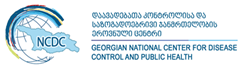 NCDC
დაავადებათა კონტროლისა და
საზოგადოებრივი ჯანმრთელობის
ეროვნული ცენტრი
GEORGIAN NATIONAL CENTER FOR DISEASE
CONTROL AND PUBLIC HEALTH